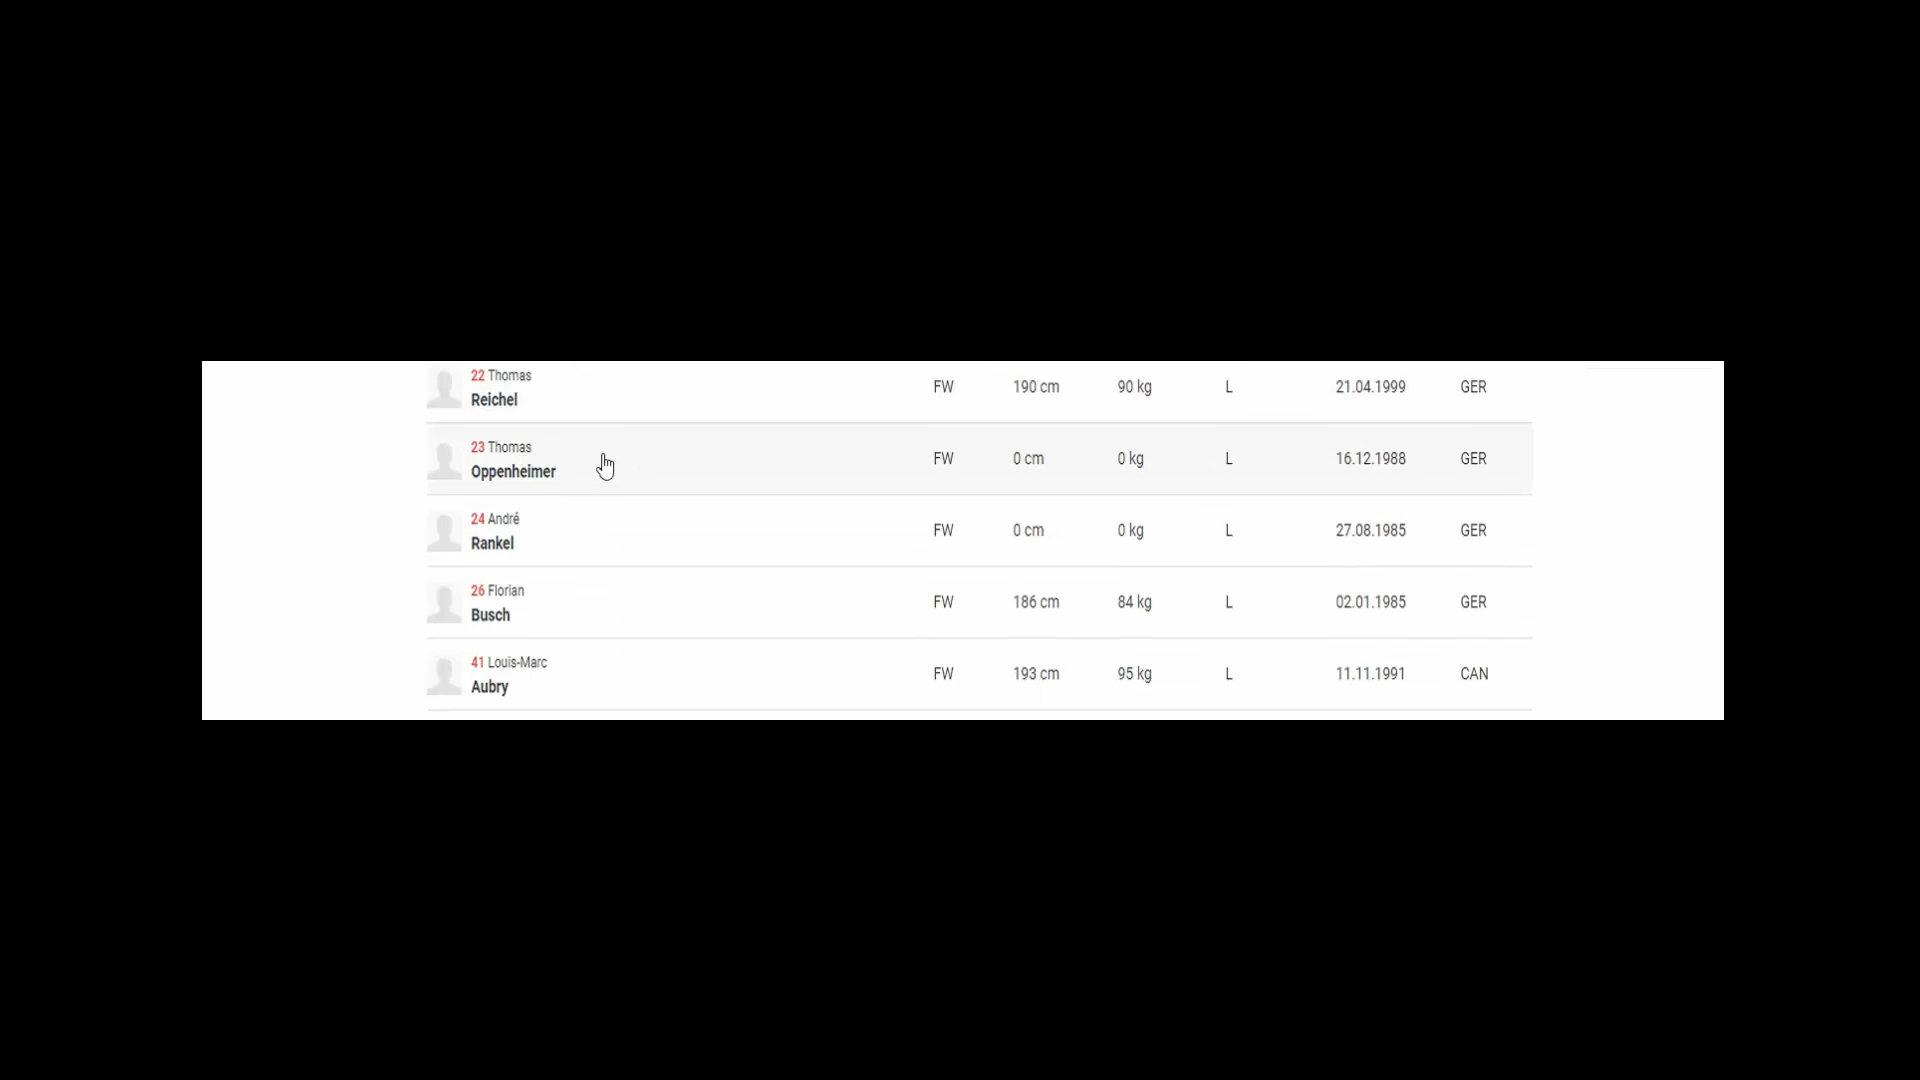 22 Thomas
Reichel
FW 190 cm 90 kg L 21.04.1999 GER
23 Thomas
Oppenheimer
FW 0 cm 0 kg L 16.12.1988 GER
24 André
Rankel
FW 0 cm 0 kg L 27.08.1985 GER
26 Florian
Busch
FW 186 cm 84 kg L 02.01.1985 GER
41 Louis-Marc
Aubry
FW 193 cm 95 kg L 11.11.1991 CAN